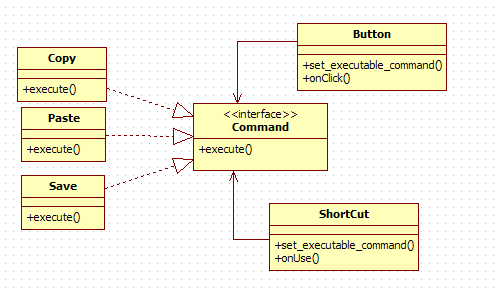 Copy
+execute()
Paste
+execute()
Save
+execute()
<<interface>>
Command
+execute()
Button
+set_executable_command()
+onClick()
ShortCut
+set_executable_command()
+onUse()